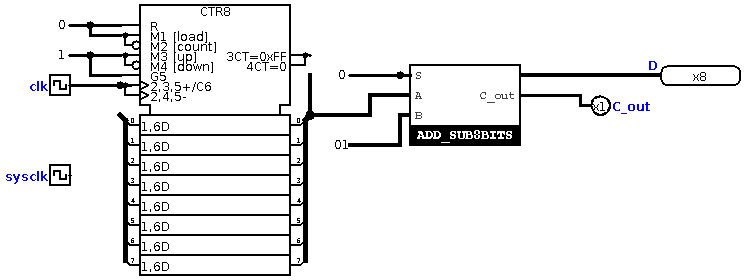 CTR8
0
R
M1 [load]
M2 [count]
1
M3 [up]
M4 [down]
3CT=0xFF
4CT=0
G5
clk
2,3,5+/C6
2,4,5-
0
S
A
B
C_out
ADD_SUB8BITS
01
D
x8
x1
C_out
sysclk
0
1,6D
0
1
1,6D
1
2
1,6D
2
3
1,6D
3
4
1,6D
4
5
1,6D
5
6
1,6D
6
7
1,6D
7